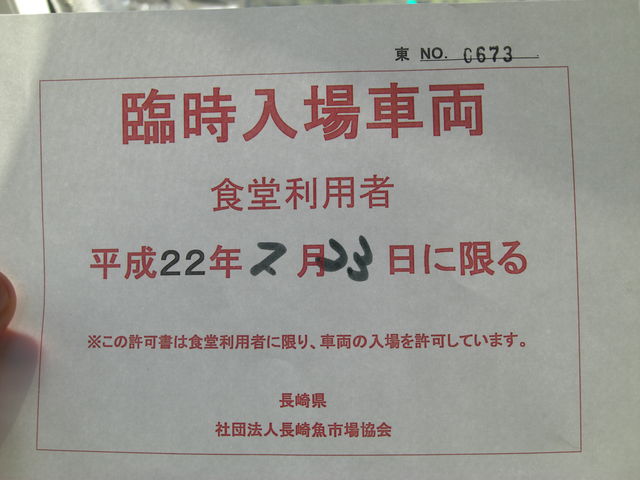 東 NO. 0673
臨時入場車両
食堂利用者
平成22年2月23日に限る
※この許可書は食堂利用者に限り、車両の入場を許可しています。
長崎県
社団法人長崎魚市場協会